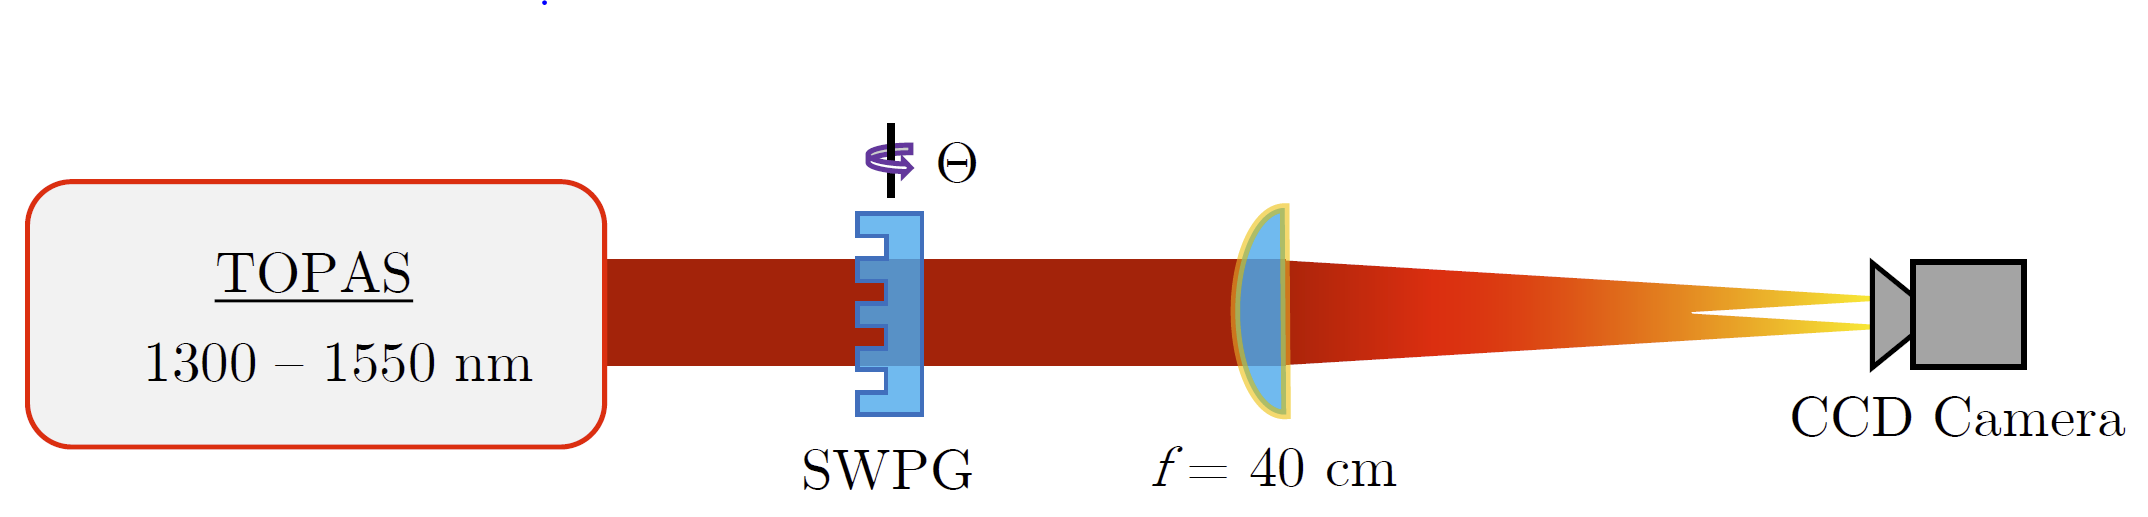 TOPAS
1300 – 1550 nm
Θ
SWPG
f = 40 cm
CCD Camera